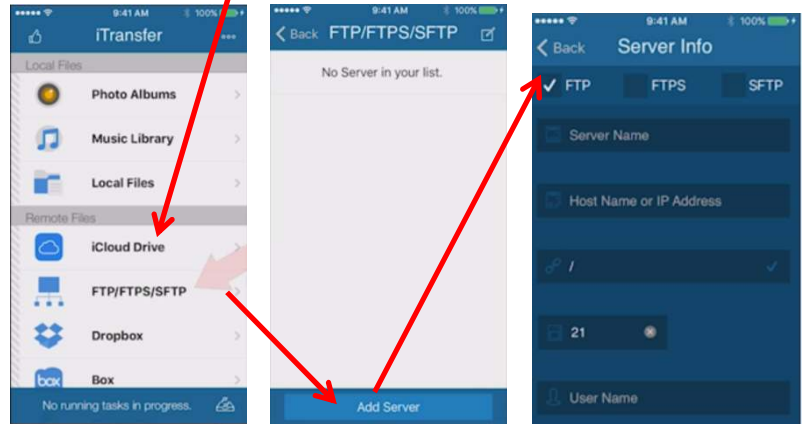 9:41 AM
100%
iTransfer
Local Files
Photo Albums
Music Library
Local Files
Remote Files
iCloud Drive
FTP/FTPS/SFTP
Dropbox
box
Box
No running tasks in progress.
9:41 AM
100%
Back
FTP/FTPS/SFTP
No Server in your list.
Add Server
9:41 AM
100%
Back
Server Info
FTP
FTPS
SFTP
Server Name
Host Name or IP Address
/
21
User Name